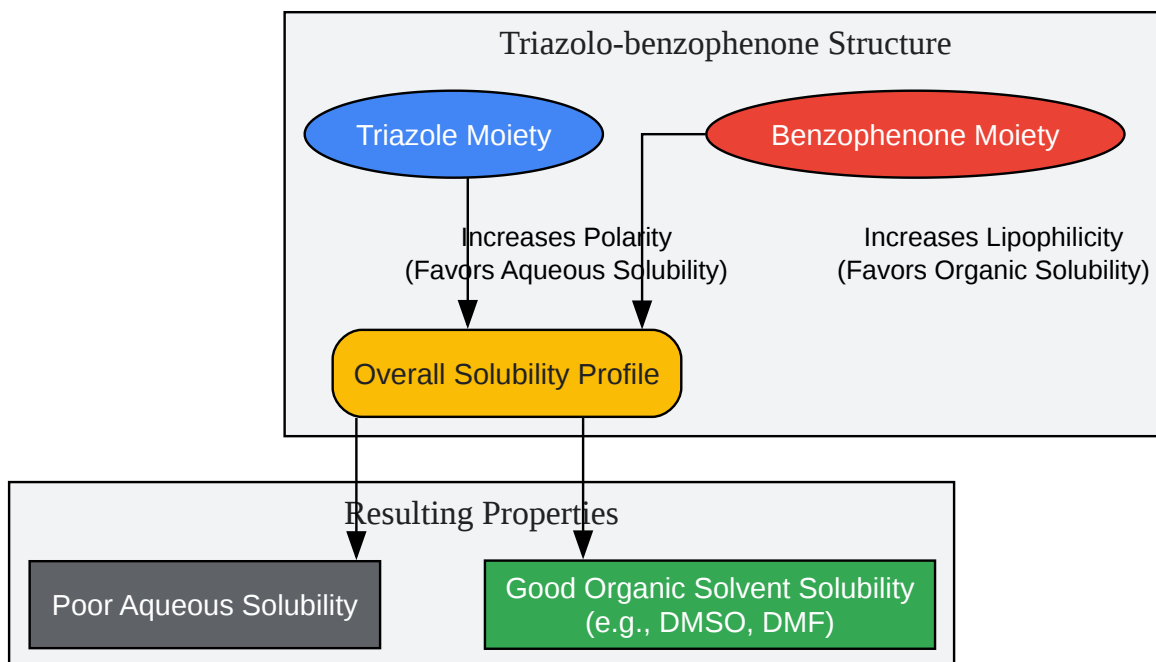 Triazolo-benzophenone Structure
Triazole Moiety
Benzophenone Moiety
Increases Polarity
(Favors Aqueous Solubility)
Increases Lipophilicity
(Favors Organic Solubility)
Overall Solubility Profile
Resulting Properties
Poor Aqueous Solubility
Good Organic Solvent Solubility
(e.g., DMSO, DMF)